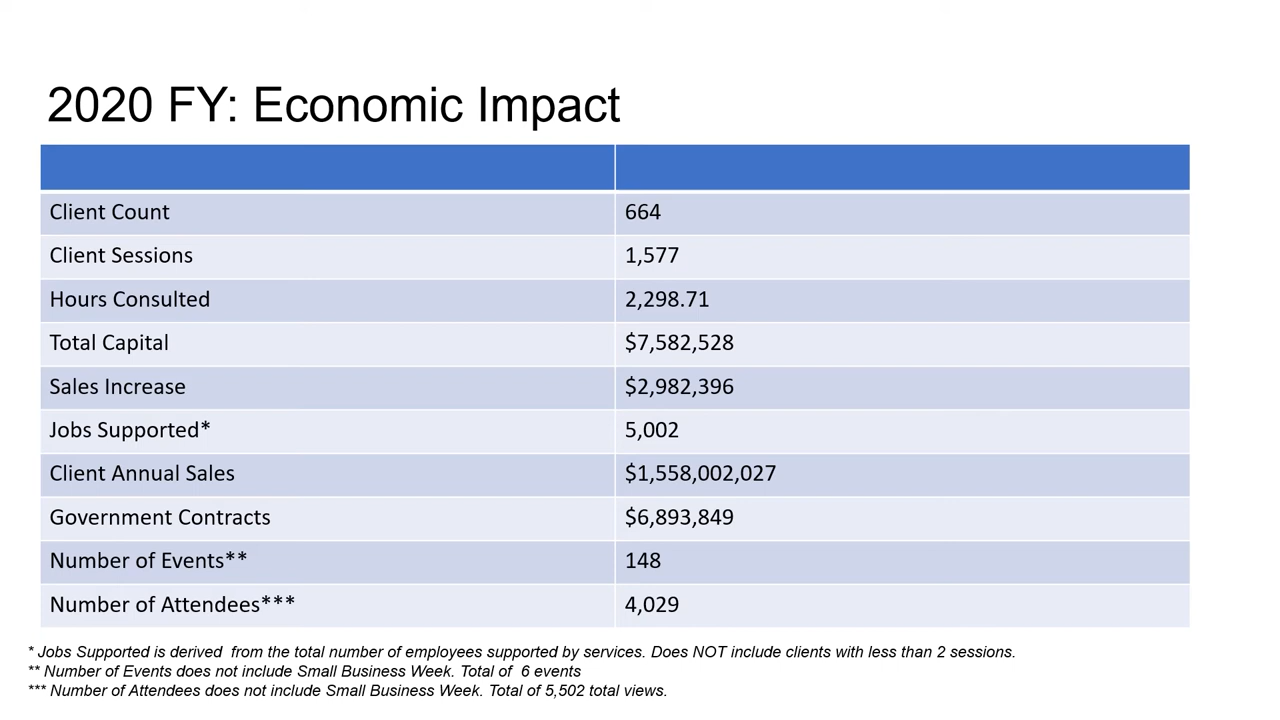 2020 FY: Economic Impact
Client Count 664
Client Sessions 1,577
Hours Consulted 2,298.71
Total Capital $7,582,528
Sales Increase $2,982,396
Jobs Supported* 5,002
Client Annual Sales $1,558,002,027
Government Contracts $6,893,849
Number of Events** 148
Number of Attendees*** 4,029
* Jobs Supported is derived  from the total number of employees supported by services. Does NOT include clients with less than 2 sessions.
** Number of Events does not include Small Business Week. Total of  6 events
*** Number of Attendees does not include Small Business Week. Total of 5,502 total views.